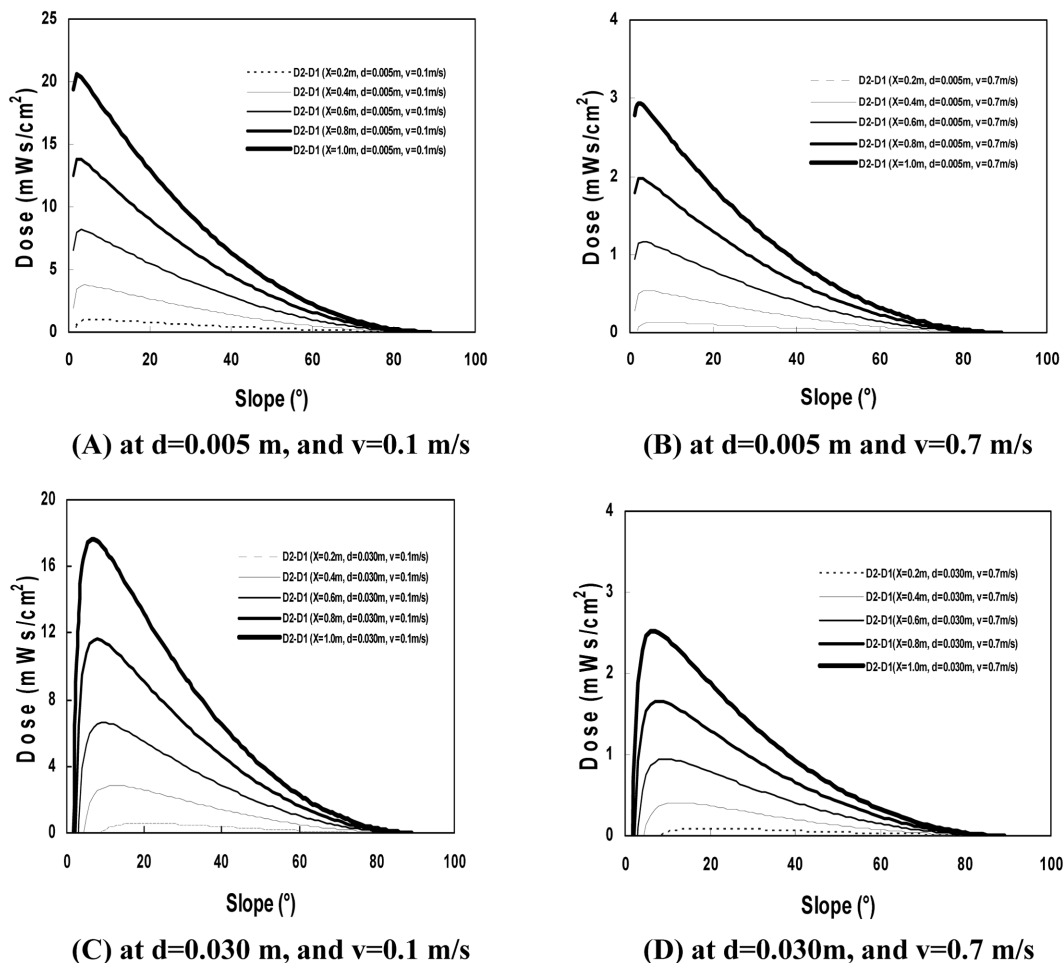 25
20
15
10
5
0
Dose (mWs/cm²)
D2-D1 (X=0.2m, d=0.005m, v=0.1m/s)
D2-D1 (X=0.4m, d=0.005m, v=0.1m/s)
D2-D1 (X=0.6m, d=0.005m, v=0.1m/s)
D2-D1 (X=0.8m, d=0.005m, v=0.1m/s)
D2-D1 (X=1.0m, d=0.005m, v=0.1m/s)
0 20 40 60 80 100
Slope (°)
(A) at d=0.005 m, and v=0.1 m/s
4
3
2
1
0
Dose (mWs/cm²)
D2-D1 (X=0.2m, d=0.005m, v=0.7m/s)
D2-D1 (X=0.4m, d=0.005m, v=0.7m/s)
D2-D1 (X=0.6m, d=0.005m, v=0.7m/s)
D2-D1 (X=0.8m, d=0.005m, v=0.7m/s)
D2-D1 (X=1.0m, d=0.005m, v=0.7m/s)
0 20 40 60 80 100
Slope (°)
(B) at d=0.005 m and v=0.7 m/s
20
16
12
8
4
0
Dose (mWs/cm²)
D2-D1 (X=0.2m, d=0.030m, v=0.1m/s)
D2-D1 (X=0.4m, d=0.030m, v=0.1m/s)
D2-D1 (X=0.6m, d=0.030m, v=0.1m/s)
D2-D1 (X=0.8m, d=0.030m, v=0.1m/s)
D2-D1 (X=1.0m, d=0.030m, v=0.1m/s)
0 20 40 60 80 100
Slope (°)
(C) at d=0.030 m, and v=0.1 m/s
4
3
2
1
0
Dose (mWs/cm²)
D2-D1(X=0.2m, d=0.030m, v=0.7m/s)
D2-D1(X=0.4m, d=0.030m, v=0.7m/s)
D2-D1(X=0.6m, d=0.030m, v=0.7m/s)
D2-D1(X=0.8m, d=0.030m, v=0.7m/s)
D2-D1(X=1.0m, d=0.030m, v=0.7m/s)
0 20 40 60 80 100
Slope (°)
(D) at d=0.030m, and v=0.7 m/s